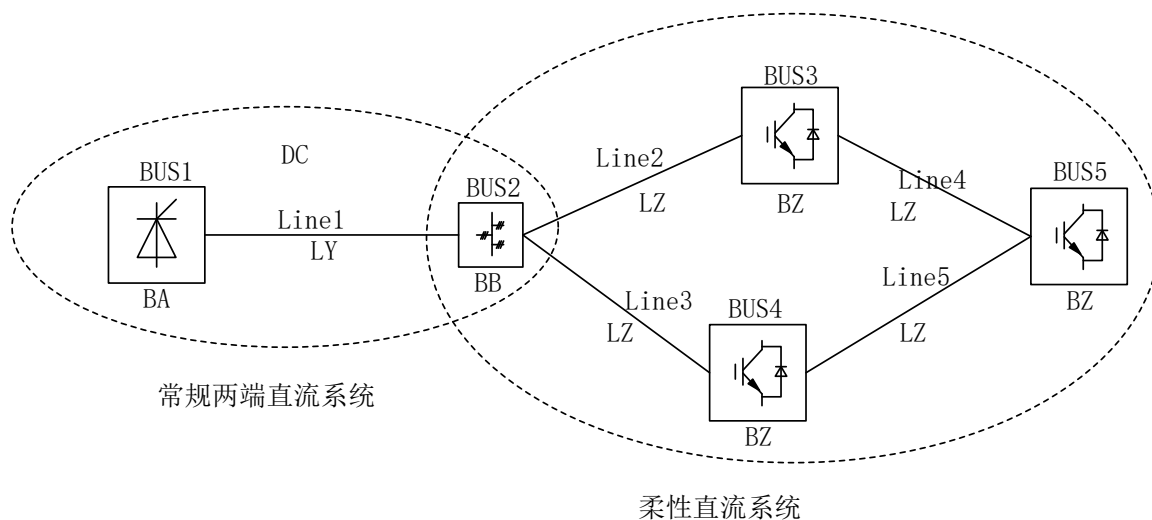 BUS3
DC
Line2
Line4
BUS5
BUS1
BUS2
LZ
BZ
LZ
Line1
LY
Line3
Line5
BA
BB
LZ
BUS4
LZ
BZ
常规两端直流系统
BZ
柔性直流系统